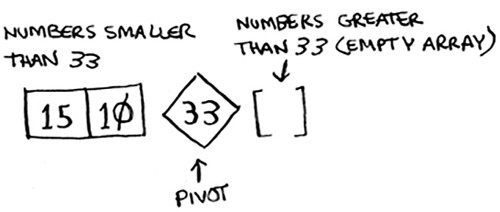 NUMBERS SMALLER
THAN 33
NUMBERS GREATER
THAN 33 (EMPTY ARRAY)
15 10 33 [ ]
PIVOT